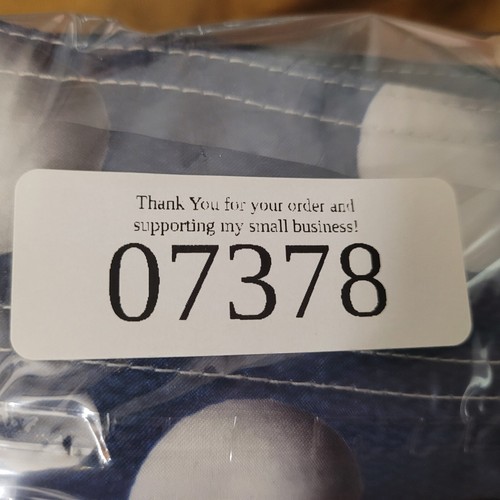 Thank You for your order and
supporting my small business!
07378